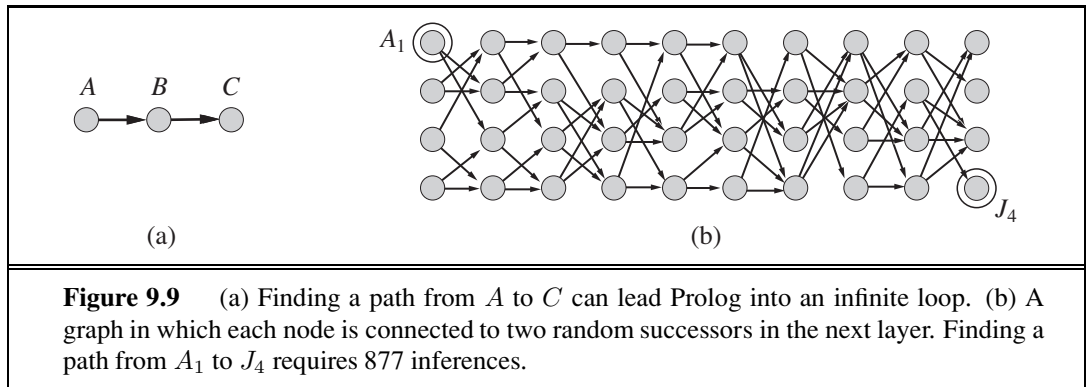 A₁
A B C
J₄
(a) (b)
Figure 9.9 (a) Finding a path from A to C can lead Prolog into an infinite loop. (b) A
graph in which each node is connected to two random successors in the next layer. Finding a
path from A₁ to J₄ requires 877 inferences.